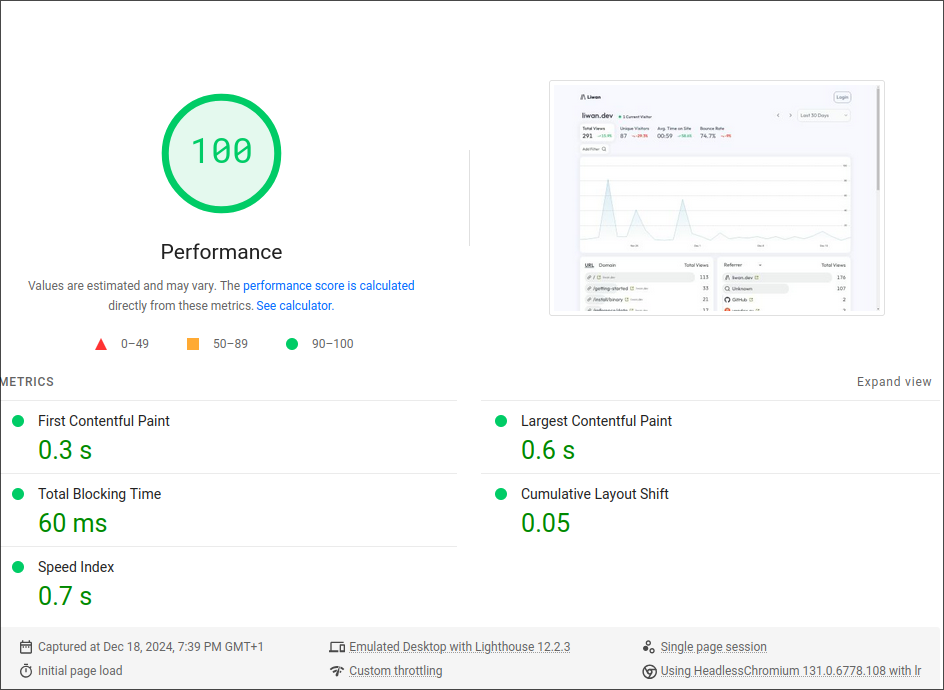 100
Performance
Values are estimated and may vary. The performance score is calculated
directly from these metrics. See calculator.
0–49
50–89
90–100
Liwan
Login
liwan.dev
1 Current Visitor
Last 30 Days
Total Views
Unique Visitors
Avg. Time on Site
Bounce Rate
291
87
00:59
74.7%
Add Filter
URL Domain
Total Views
Referrer
Total Views
/
113
liwan.dev
176
/getting-started
33
Unknown
107
/install/binary
21
GitHub
2
METRICS
Expand view
First Contentful Paint
0.3 s
Largest Contentful Paint
0.6 s
Total Blocking Time
60 ms
Cumulative Layout Shift
0.05
Speed Index
0.7 s
Captured at Dec 18, 2024, 7:39 PM GMT+1
Emulated Desktop with Lighthouse 12.2.3
Single page session
Initial page load
Custom throttling
Using HeadlessChromium 131.0.6778.108 with lr